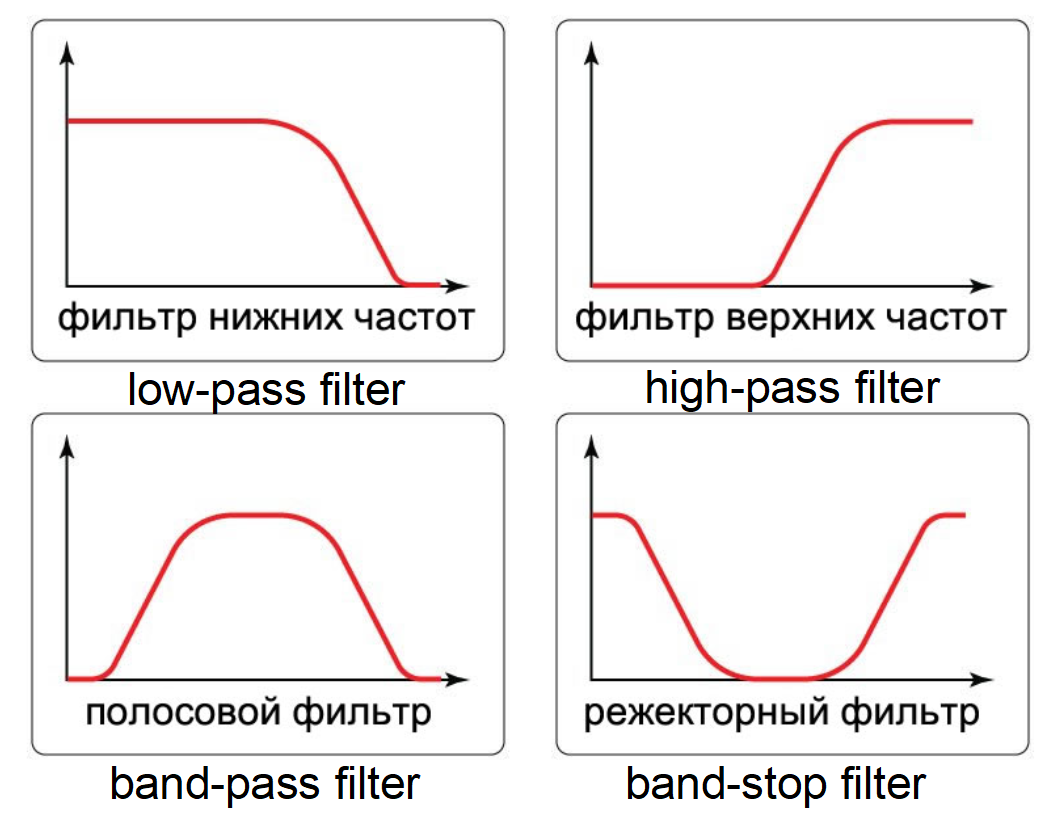 фильтр нижних частот
low-pass filter
фильтр верхних частот
high-pass filter
полосовой фильтр
band-pass filter
режекторный фильтр
band-stop filter